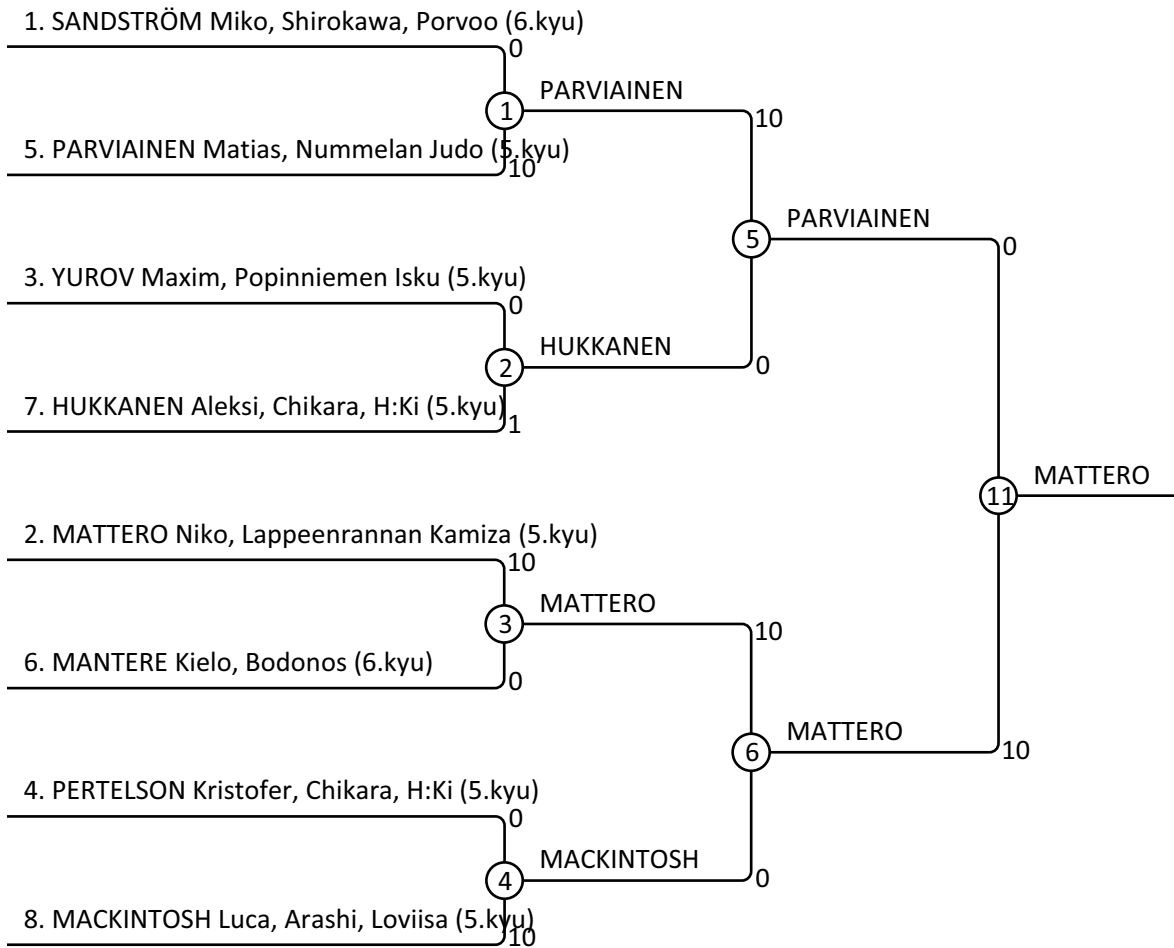 1. SANDSTRÖM Miko, Shirokawa, Porvoo (6.kyu)
0
1
PARVIAINEN
10
5. PARVIAINEN Matias, Nummelan Judo (5.kyu)
10
5
PARVIAINEN
0
3. YUROV Maxim, Popinniemen Isku (5.kyu)
0
2
HUKKANEN
0
7. HUKKANEN Aleksi, Chikara, H:Ki (5.kyu)
1
11
MATTERO
2. MATTERO Niko, Lappeenrannan Kamiza (5.kyu)
10
3
MATTERO
10
6. MANTERE Kielo, Bodonos (6.kyu)
0
6
MATTERO
10
4. PERTELSON Kristofer, Chikara, H:Ki (5.kyu)
0
4
MACKINTOSH
0
8. MACKINTOSH Luca, Arashi, Loviisa (5.kyu)
10